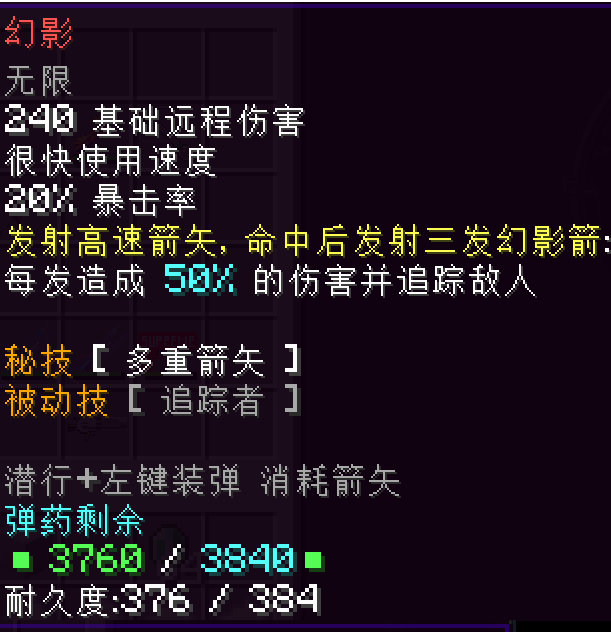 幻影
无限
240 基础远程伤害
很快使用速度
20% 暴击率
发射高速箭矢, 命中后发射三发幻影箭:
每发造成 50% 的伤害并追踪敌人
秘技 [ 多重箭矢 ]
被动技 [ 追踪者 ]
潜行+左键装弹 消耗箭矢
弹药剩余
▪ 3760 / 3840 ▪
耐久度:376 / 384